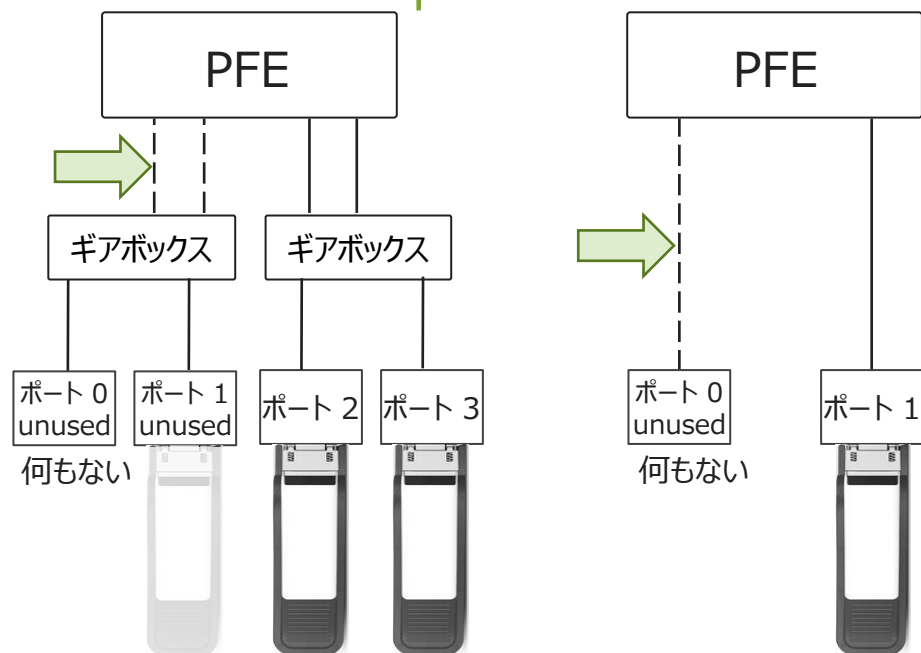 PFE
PFE
ギアボックス
ギアボックス
ポート 0
unused
ポート 1
unused
ポート 2
ポート 3
何もない
ポート 0
unused
ポート 1
何もない